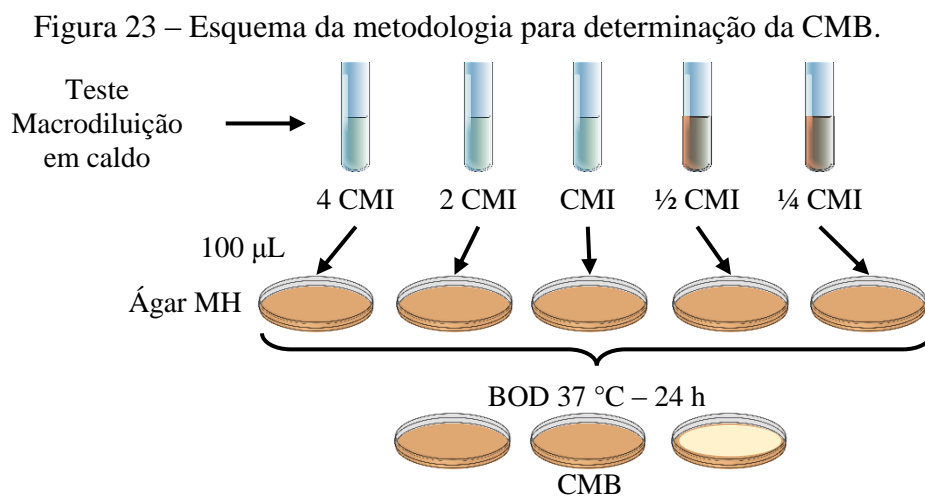 Figura 23 – Esquema da metodologia para determinação da CMB.
Teste
Macrodiluição
em caldo
4 CMI 2 CMI CMI ½ CMI ¼ CMI
100 μL
Ágar MH
BOD 37 °C – 24 h
CMB